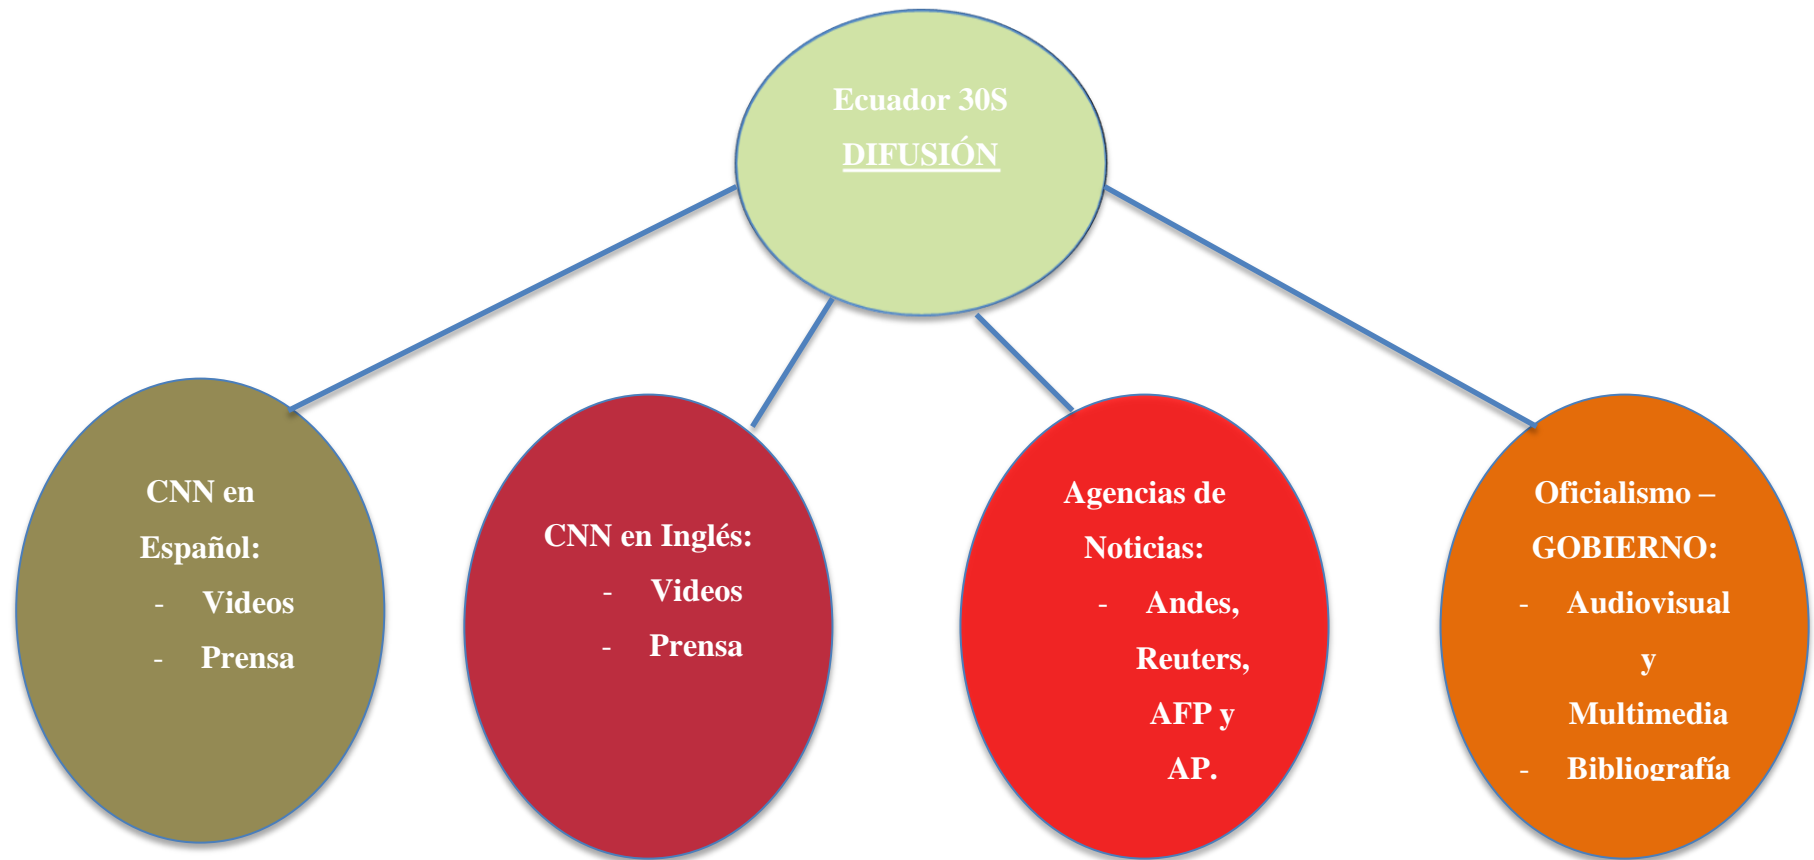 Ecuador 30S
DIFUSIÓN
CNN en
Español:
- Videos
- Prensa
CNN en Inglés:
- Videos
- Prensa
Agencias de
Noticias:
- Andes,
Reuters,
AFP y
AP.
Oficialismo –
GOBIERNO:
- Audiovisual
y
Multimedia
- Bibliografía